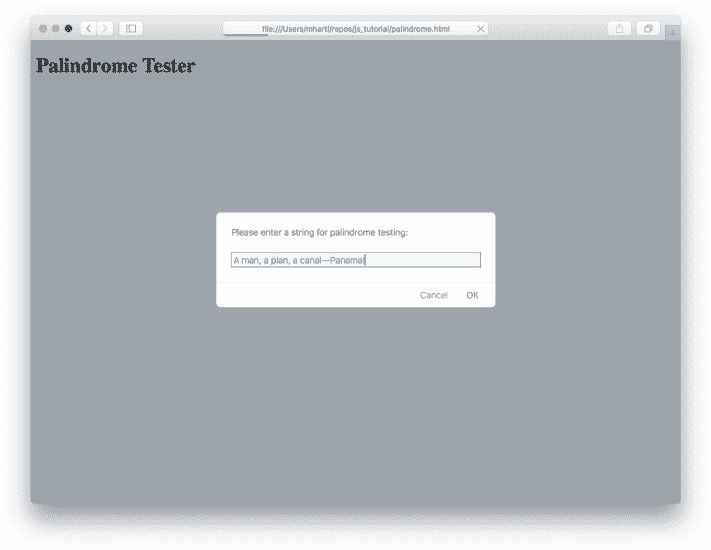 file:///Users/mhartl/repos/js_tutorial/palindrome.html
Palindrome Tester
Please enter a string for palindrome testing:
A man, a plan, a canal—Panama!
Cancel OK